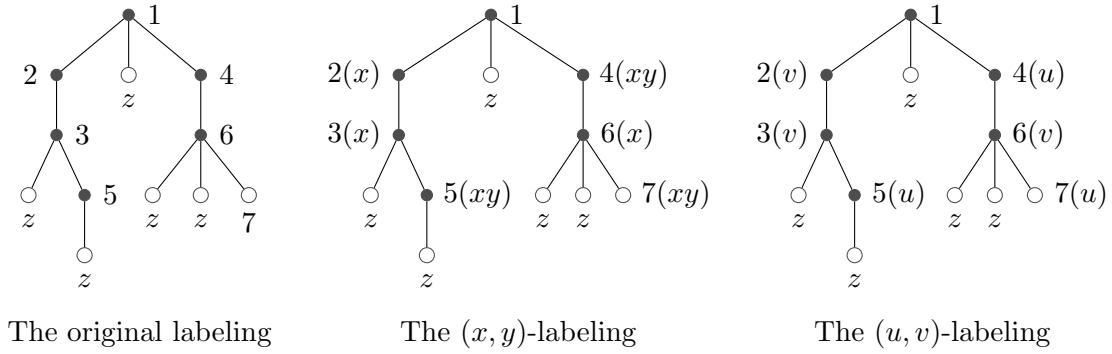 1 1 1
2 z 4 2(x) z 4(xy) 2(v) z 4(u)
3 6 3(x) 6(x) 3(v) 6(v)
z 5 z z 7 z 5(xy) z z 7(xy) z 5(u) z z 7(u)
z z z
The original labeling The (x, y)-labeling The (u, v)-labeling